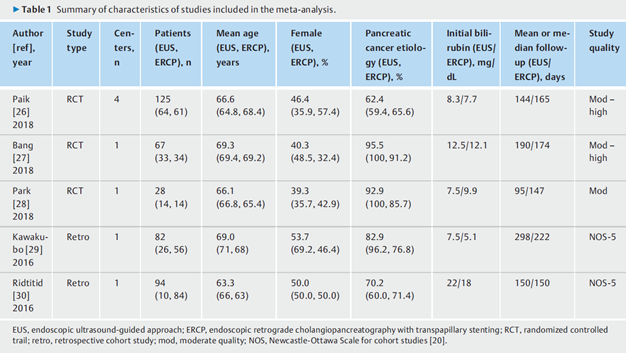 ▶ Table 1 Summary of characteristics of studies included in the meta-analysis.
Author [ref], year | Study type | Cen-ters, n | Patients (EUS, ERCP), n | Mean age (EUS, ERCP), years | Female (EUS, ERCP), % | Pancreatic cancer etiolo-gy (EUS, ERCP), % | Initial bili-rubin (EUS/ERCP), mg/dL | Mean or me-dian follow-up (EUS/ERCP), days | Study quality
Paik [26] 2018 | RCT | 4 | 125 (64, 61) | 66.6 (64.8, 68.4) | 46.4 (35.9, 57.4) | 62.4 (59.4, 65.6) | 8.3/7.7 | 144/165 | Mod – high
Bang [27] 2018 | RCT | 1 | 67 (33, 34) | 69.3 (69.4, 69.2) | 40.3 (48.5, 32.4) | 95.5 (100, 91.2) | 12.5/12.1 | 190/174 | Mod – high
Park [28] 2018 | RCT | 1 | 28 (14, 14) | 66.1 (66.8, 65.4) | 39.3 (35.7, 42.9) | 92.9 (100, 85.7) | 7.5/9.9 | 95/147 | Mod
Kawaku-bo [29] 2016 | Retro | 1 | 82 (26, 56) | 69.0 (71, 68) | 53.7 (69.2, 46.4) | 82.9 (96.2, 76.8) | 7.5/5.1 | 298/222 | NOS-5
Ridtitid [30] 2016 | Retro | 1 | 94 (10, 84) | 63.3 (66, 63) | 50.0 (50.0, 50.0) | 70.2 (60.0, 71.4) | 22/18 | 150/150 | NOS-5
EUS, endoscopic ultrasound-guided approach; ERCP, endoscopic retrograde cholangiopancreatography with transpapillary stenting; RCT, randomized controlled
trail; retro, retrospective cohort study; mod, moderate quality; NOS, Newcastle-Ottawa Scale for cohort studies [20].